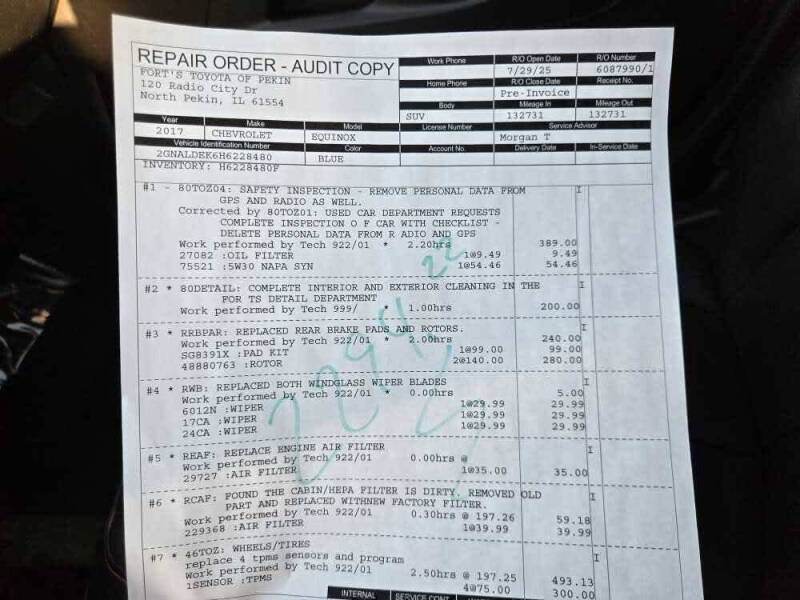 REPAIR ORDER - AUDIT COPY
FORT'S TOYOTA OF PEKIN
120 Radio City Dr
North Pekin, IL 61554
Work Phone R/O Open Date R/O Number
7/29/25 6087990/1
Home Phone R/O Close Date Receipt No.
Pre-Invoice
Body Mileage In Mileage Out
SUV 132731 132731
Year Make Model License Number Service Advisor
2017 CHEVROLET EQUINOX Morgan T
Vehicle Identification Number Color Account No. Delivery Date In-Service Date
2GNALDEK6H6228480 BLUE
INVENTORY: H6228480F
#1 - 80TOZ04: SAFETY INSPECTION - REMOVE PERSONAL DATA FROM I
GPS AND RADIO AS WELL.
Corrected by 80TOZ01: USED CAR DEPARTMENT REQUESTS
COMPLETE INSPECTION O F CAR WITH CHECKLIST -
DELETE PERSONAL DATA FROM R ADIO AND GPS
Work performed by Tech 922/01 * 2.20hrs 389.00
27082 :OIL FILTER 1@9.49 9.49
75521 :5W30 NAPA SYN 1@54.46 54.46
#2 * 80DETAIL: COMPLETE INTERIOR AND EXTERIOR CLEANING IN THE I
FOR TS DETAIL DEPARTMENT
Work performed by Tech 999/ * 1.00hrs 200.00
#3 * RRBPAR: REPLACED REAR BRAKE PADS AND ROTORS. I
Work performed by Tech 922/01 * 2.00hrs 240.00
SG8391X :PAD KIT 1@99.00 99.00
48880763 :ROTOR 2@140.00 280.00
#4 * RWB: REPLACED BOTH WINDGLASS WIPER BLADES I
Work performed by Tech 922/01 * 0.00hrs 5.00
6012N :WIPER 1@29.99 29.99
17CA :WIPER 1@29.99 29.99
24CA :WIPER 1@29.99 29.99
#5 * REAF: REPLACE ENGINE AIR FILTER I
Work performed by Tech 922/01 0.00hrs @
29727 :AIR FILTER 1@35.00 35.00
#6 * RCAF: FOUND THE CABIN/HEPA FILTER IS DIRTY. REMOVED OLD I
PART AND REPLACED WITHNEW FACTORY FILTER.
Work performed by Tech 922/01 0.30hrs @ 197.26 59.18
229368 :AIR FILTER 1@39.99 39.99
#7 * 46TOZ: WHEELS/TIRES I
replace 4 tpms sensors and program
Work performed by Tech 922/01 2.50hrs @ 197.25 493.13
1SENSOR :TPMS 4@75.00 300.00
INTERNAL SERVICE CONT